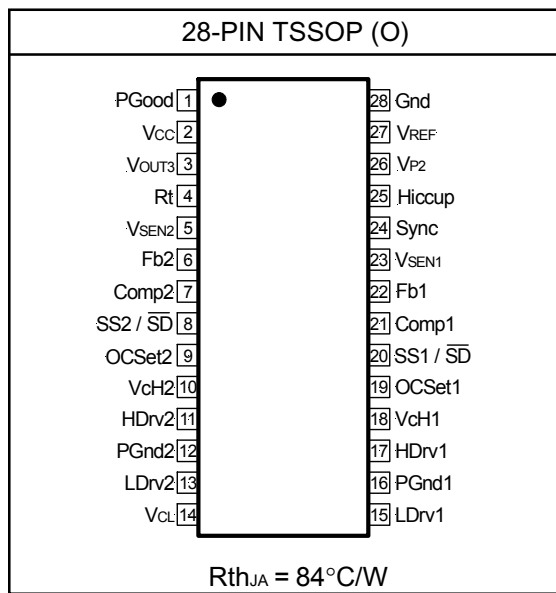 28-PIN TSSOP (O)
PGood 1 28 Gnd
VCC 2 27 VREF
VOUT3 3 26 VP2
Rt 4 25 Hiccup
VSEN2 5 24 Sync
Fb2 6 23 VSEN1
Comp2 7 22 Fb1
SS2 / S̅D̅ 8 21 Comp1
OCSet2 9 20 SS1 / S̅D̅
VcH2 10 19 OCSet1
HDrv2 11 18 VcH1
PGnd2 12 17 HDrv1
LDrv2 13 16 PGnd1
VCL 14 15 LDrv1
RthJA = 84°C/W